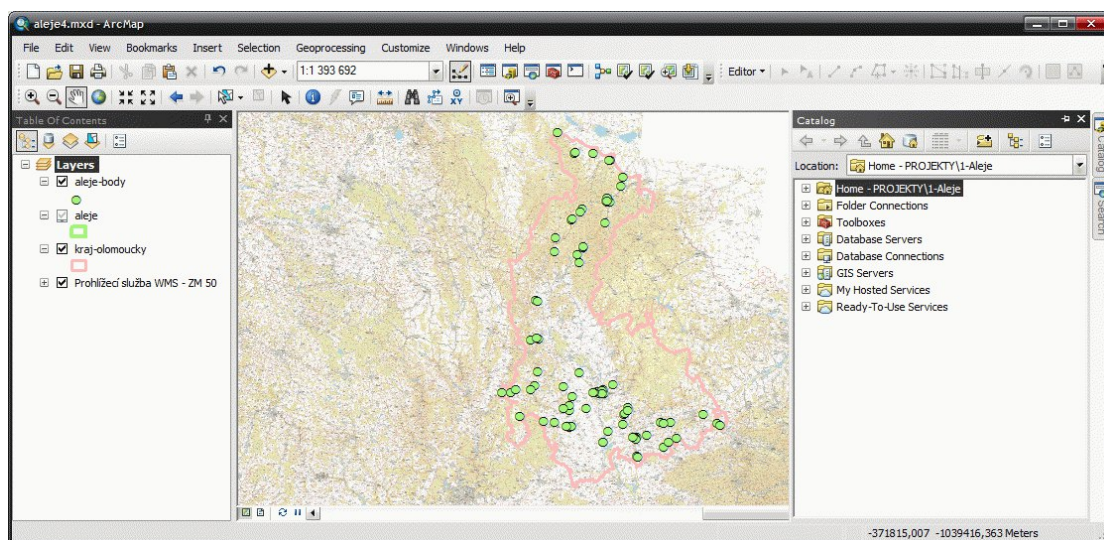 aleje4.mxd - ArcMap
File Edit View Bookmarks Insert Selection Geoprocessing Customize Windows Help
1:1 393 692
Editor
Table Of Contents
Layers
aleje-body
aleje
kraj-olomoucky
Prohlížecí služba WMS - ZM 50
Catalog
Location: Home - PROJEKTY\1-Aleje
Home - PROJEKTY\1-Aleje
Folder Connections
Toolboxes
Database Servers
Database Connections
GIS Servers
My Hosted Services
Ready-To-Use Services
Catalog
Search
-371815,007 -1039416,363 Meters